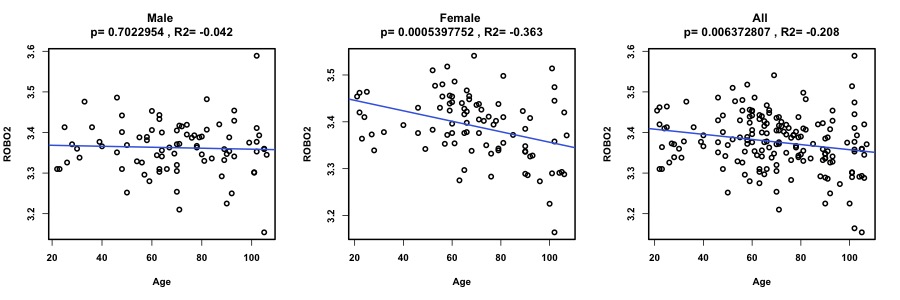 Male
p= 0.7022954 , R2= -0.042
ROBO2
3.6
3.5
3.4
3.3
3.2
20 40 60 80 100
Age
Female
p= 0.0005397752 , R2= -0.363
ROBO2
3.5
3.4
3.3
3.2
20 40 60 80 100
Age
All
p= 0.006372807 , R2= -0.208
ROBO2
3.6
3.5
3.4
3.3
3.2
20 40 60 80 100
Age